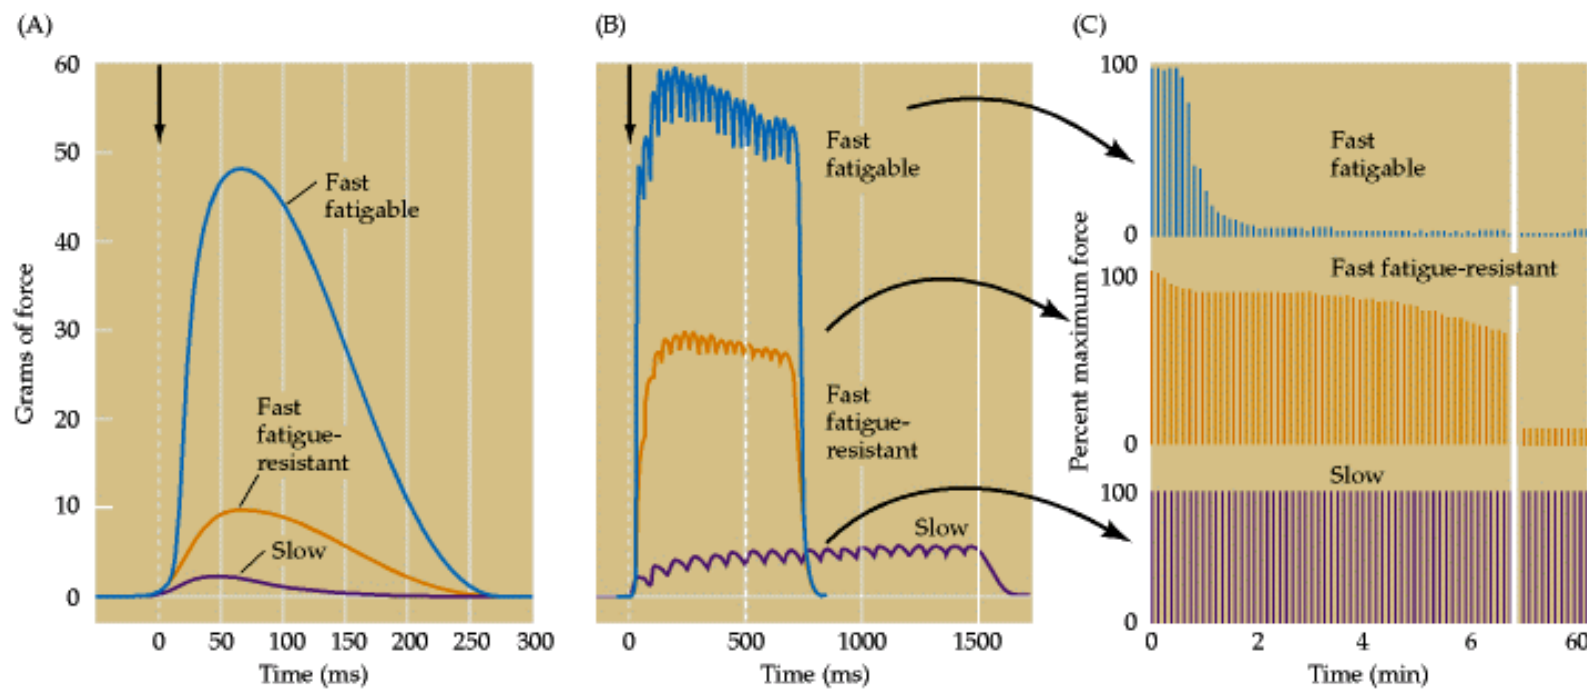 (A)
60
50
40
30
20
10
0
Grams of force
Fast
fatigable
Fast
fatigue-
resistant
Slow
0 50 100 150 200 250 300
Time (ms)
(B)
Fast
fatigable
Fast
fatigue-
resistant
Slow
0 500 1000 1500
Time (ms)
(C)
Percent maximum force
100
Fast
fatigable
0
Fast fatigue-resistant
100
0
Slow
100
0
0 2 4 6 60
Time (min)